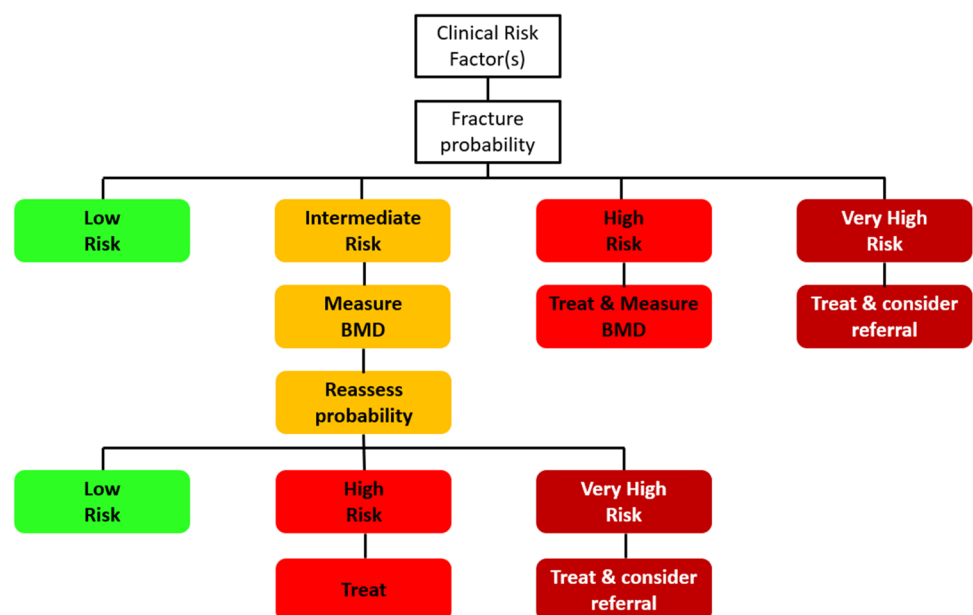 Clinical Risk
Factor(s)
Fracture
probability
Low
Risk
Intermediate
Risk
High
Risk
Very High
Risk
Measure
BMD
Treat & Measure
BMD
Treat & consider
referral
Reassess
probability
Low
Risk
High
Risk
Very High
Risk
Treat
Treat & consider
referral